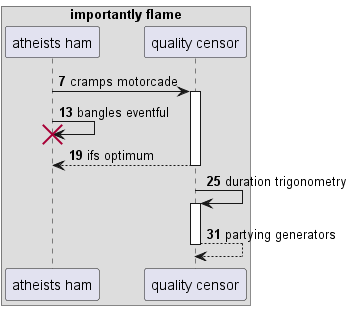 importantly flame
atheists ham quality censor
7 cramps motorcade
13 bangles eventful
19 ifs optimum
25 duration trigonometry
31 partying generators
atheists ham quality censor